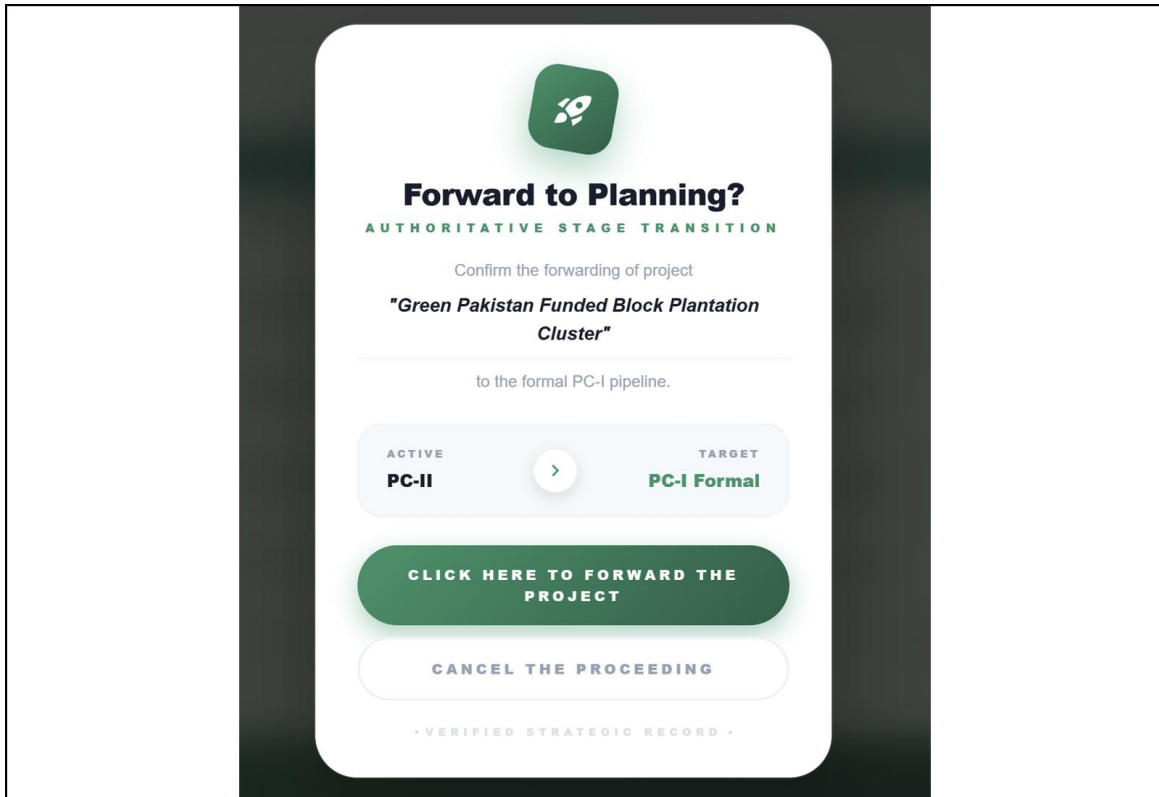 Forward to Planning?
AUTHORITATIVE STAGE TRANSITION
Confirm the forwarding of project
"Green Pakistan Funded Block Plantation
Cluster"
to the formal PC-I pipeline.
ACTIVE
PC-II
TARGET
PC-I Formal
CLICK HERE TO FORWARD THE
PROJECT
CANCEL THE PROCEEDING
• VERIFIED STRATEGIC RECORD •